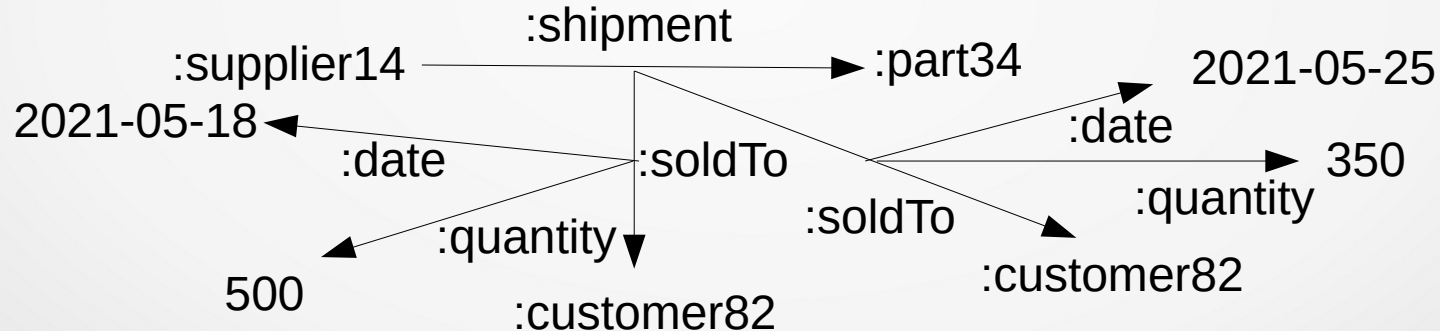 :shipment
:supplier14
:part34
2021-05-25
2021-05-18
:date
:date
:soldTo
350
:quantity
:soldTo
:quantity
:customer82
500
:customer82